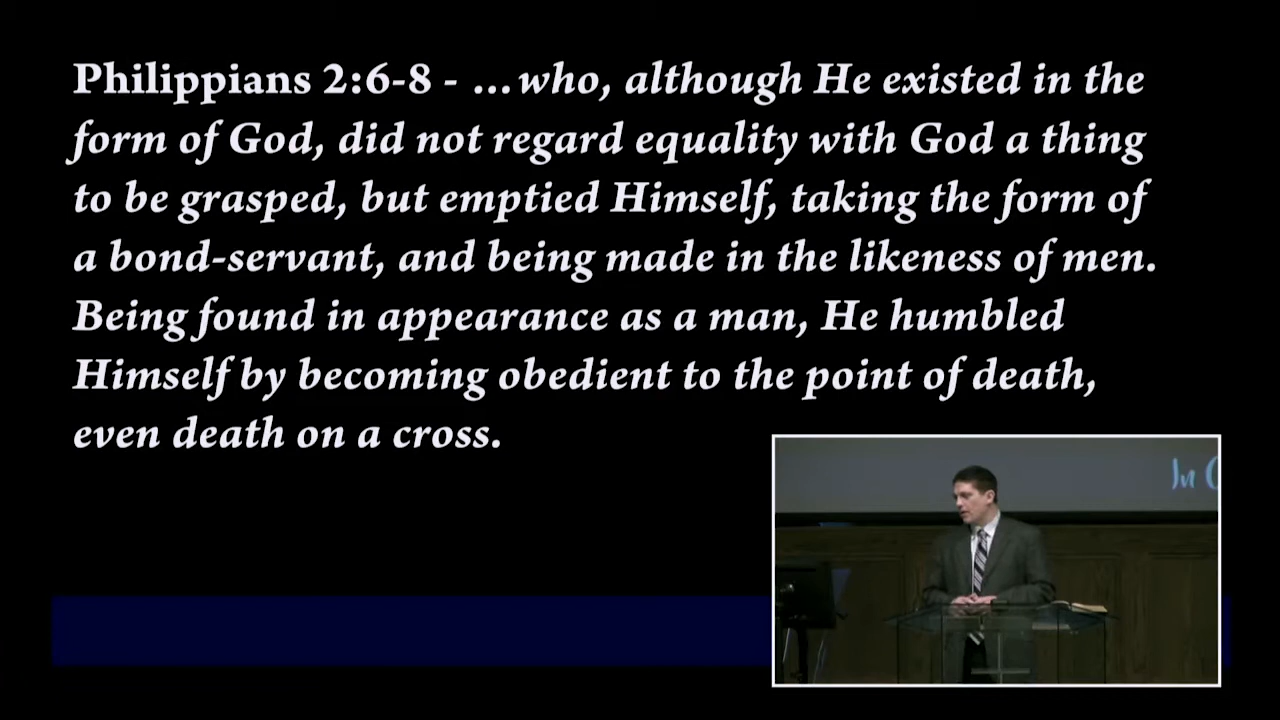 Philippians 2:6-8 - …who, although He existed in the
form of God, did not regard equality with God a thing
to be grasped, but emptied Himself, taking the form of
a bond-servant, and being made in the likeness of men.
Being found in appearance as a man, He humbled
Himself by becoming obedient to the point of death,
even death on a cross.
In